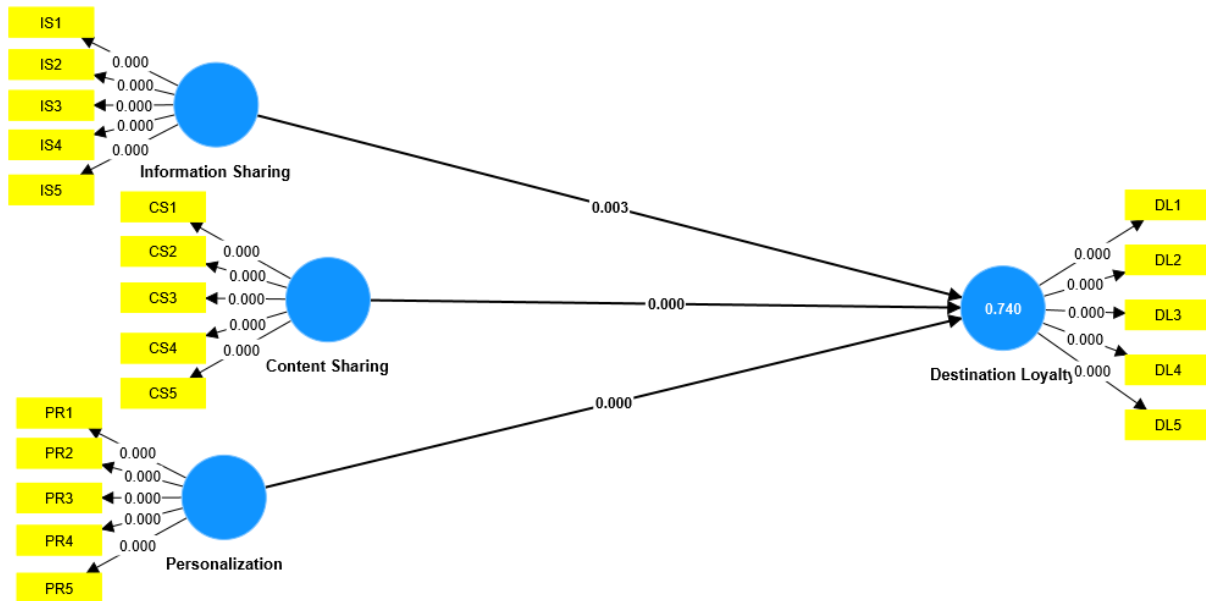 IS1
0.000
IS2
0.000
IS3
0.000
IS4
0.000
IS5
0.000
Information Sharing
0.003
CS1
0.000
CS2
0.000
CS3
0.000
CS4
0.000
CS5
0.000
Content Sharing
0.000
PR1
0.000
PR2
0.000
PR3
0.000
PR4
0.000
PR5
0.000
Personalization
0.000
0.740
Destination Loyalty
DL1
0.000
DL2
0.000
DL3
0.000
DL4
0.000
DL5
0.000